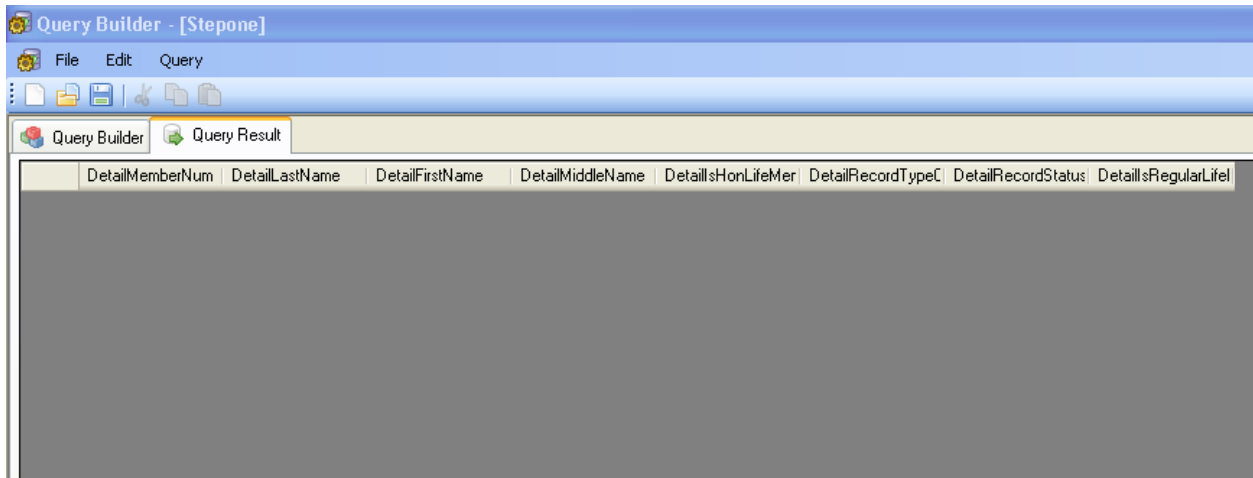 Query Builder - [Stepone]
File Edit Query
Query Builder Query Result
DetailMemberNum DetailLastName DetailFirstName DetailMiddleName DetailIsHonLifeMer DetailRecordTypeC DetailRecordStatus DetailIsRegularLifel